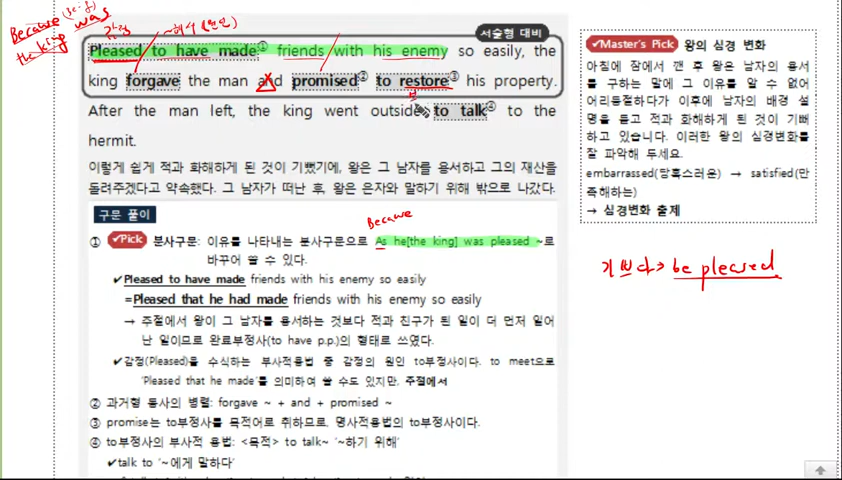 Because (be·동)
the king was
감정
~해서 (원인)
서술형 대비
Pleased to have made① friends with his enemy so easily, the
king forgave the man and promised② to restore③ his property.
After the man left, the king went outside to talk④ to the
hermit.
이렇게 쉽게 적과 화해하게 된 것이 기뻤기에, 왕은 그 남자를 용서하고 그의 재산을
돌려주겠다고 약속했다. 그 남자가 떠난 후, 왕은 은자와 말하기 위해 밖으로 나갔다.
구문 풀이
Because
① ✓Pick 분사구문: 이유를 나타내는 분사구문으로 As he[the king] was pleased ~로
바꾸어 쓸 수 있다.
✓Pleased to have made friends with his enemy so easily
=Pleased that he had made friends with his enemy so easily
→ 주절에서 왕이 그 남자를 용서하는 것보다 적과 친구가 된 일이 더 먼저 일어
난 일이므로 완료부정사(to have p.p.)의 형태로 쓰였다.
✓감정(Pleased)을 수식하는 부사적용법 중 감정의 원인 to부정사이다. to meet으로
'Pleased that he made'를 의미하여 쓸 수도 있지만, 주절에서
② 과거형 동사의 병렬: forgave ~ + and + promised ~
③ promise는 to부정사를 목적어로 취하므로, 명사적용법의 to부정사이다.
④ to부정사의 부사적 용법: <목적> to talk~ '~하기 위해'
✓talk to '~에게 말하다'
✓Master's Pick 왕의 심경 변화
아침에 잠에서 깬 후 왕은 남자의 용서
를 구하는 말에 그 이유를 알 수 없어
어리둥절하다가 이후에 남자의 배경 설
명을 듣고 적과 화해하게 된 것이 기뻐
하고 있습니다. 이러한 왕의 심경변화를
잘 파악해 두세요.
embarrassed(당혹스러운) → satisfied(만
족해하는)
→ 심경변화 출제
기쁘다 → be pleased